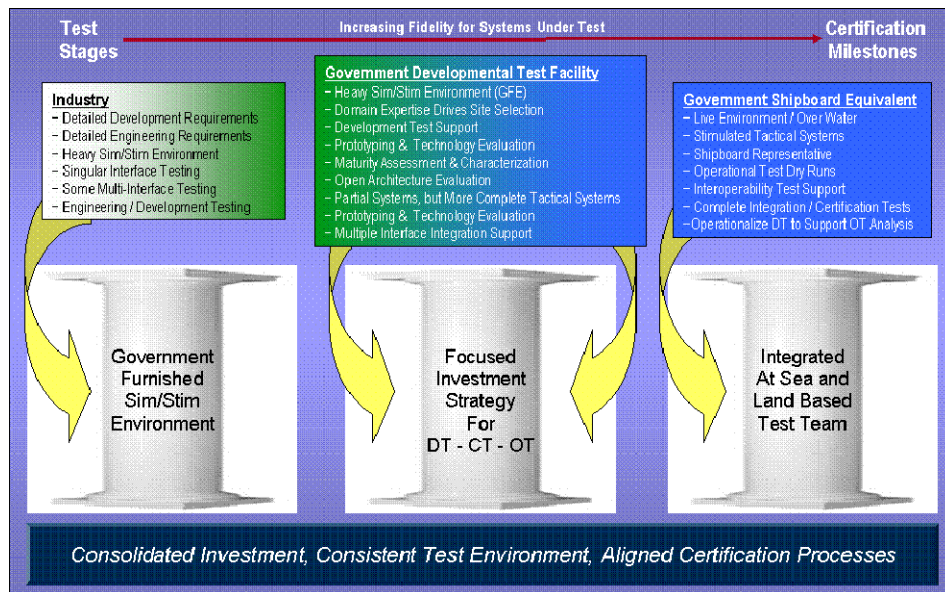 Test
Stages
Increasing Fidelity for Systems Under Test
Certification
Milestones
Industry
– Detailed Development Requirements
– Detailed Engineering Requirements
– Heavy Sim/Stim Environment
– Singular Interface Testing
– Some Multi-Interface Testing
– Engineering / Development Testing
Government Developmental Test Facility
– Heavy Sim/Stim Environment (GFE)
– Domain Expertise Drives Site Selection
– Development Test Support
– Prototyping & Technology Evaluation
– Maturity Assessment & Characterization
– Open Architecture Evaluation
– Partial Systems, but More Complete Tactical Systems
– Prototyping & Technology Evaluation
– Multiple Interface Integration Support
Government Shipboard Equivalent
– Live Environment / Over Water
– Stimulated Tactical Systems
– Shipboard Representative
– Operational Test Dry Runs
– Interoperability Test Support
– Complete Integration / Certification Tests
–Operationalize DT to Support OT Analysis
Government
Furnished
Sim/Stim
Environment
Focused
Investment
Strategy
For
DT - CT - OT
Integrated
At Sea and
Land Based
Test Team
Consolidated Investment, Consistent Test Environment, Aligned Certification Processes